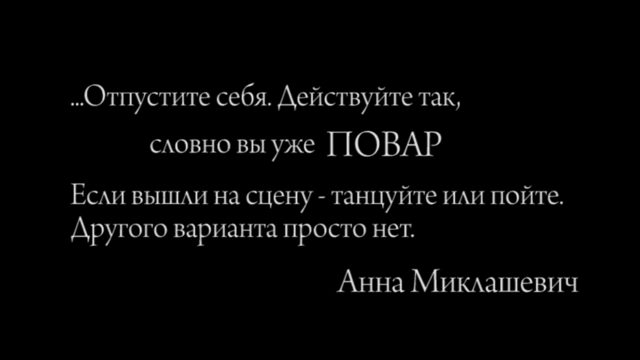 ...Отпустите себя. Действуйте так,
словно вы уже ПОВАР
Если вышли на сцену - танцуйте или пойте.
Другого варианта просто нет.
Анна Миклашевич